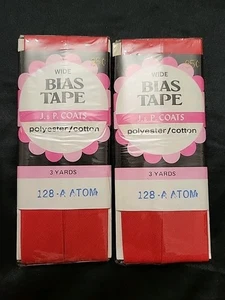 WIDE
BIAS
TAPE
J. & P. COATS
polyester/cotton
3 YARDS
128-A ATOM
WIDE
BIAS
TAPE
J. & P. COATS
polyester/cotton
3 YARDS
128-A ATOM